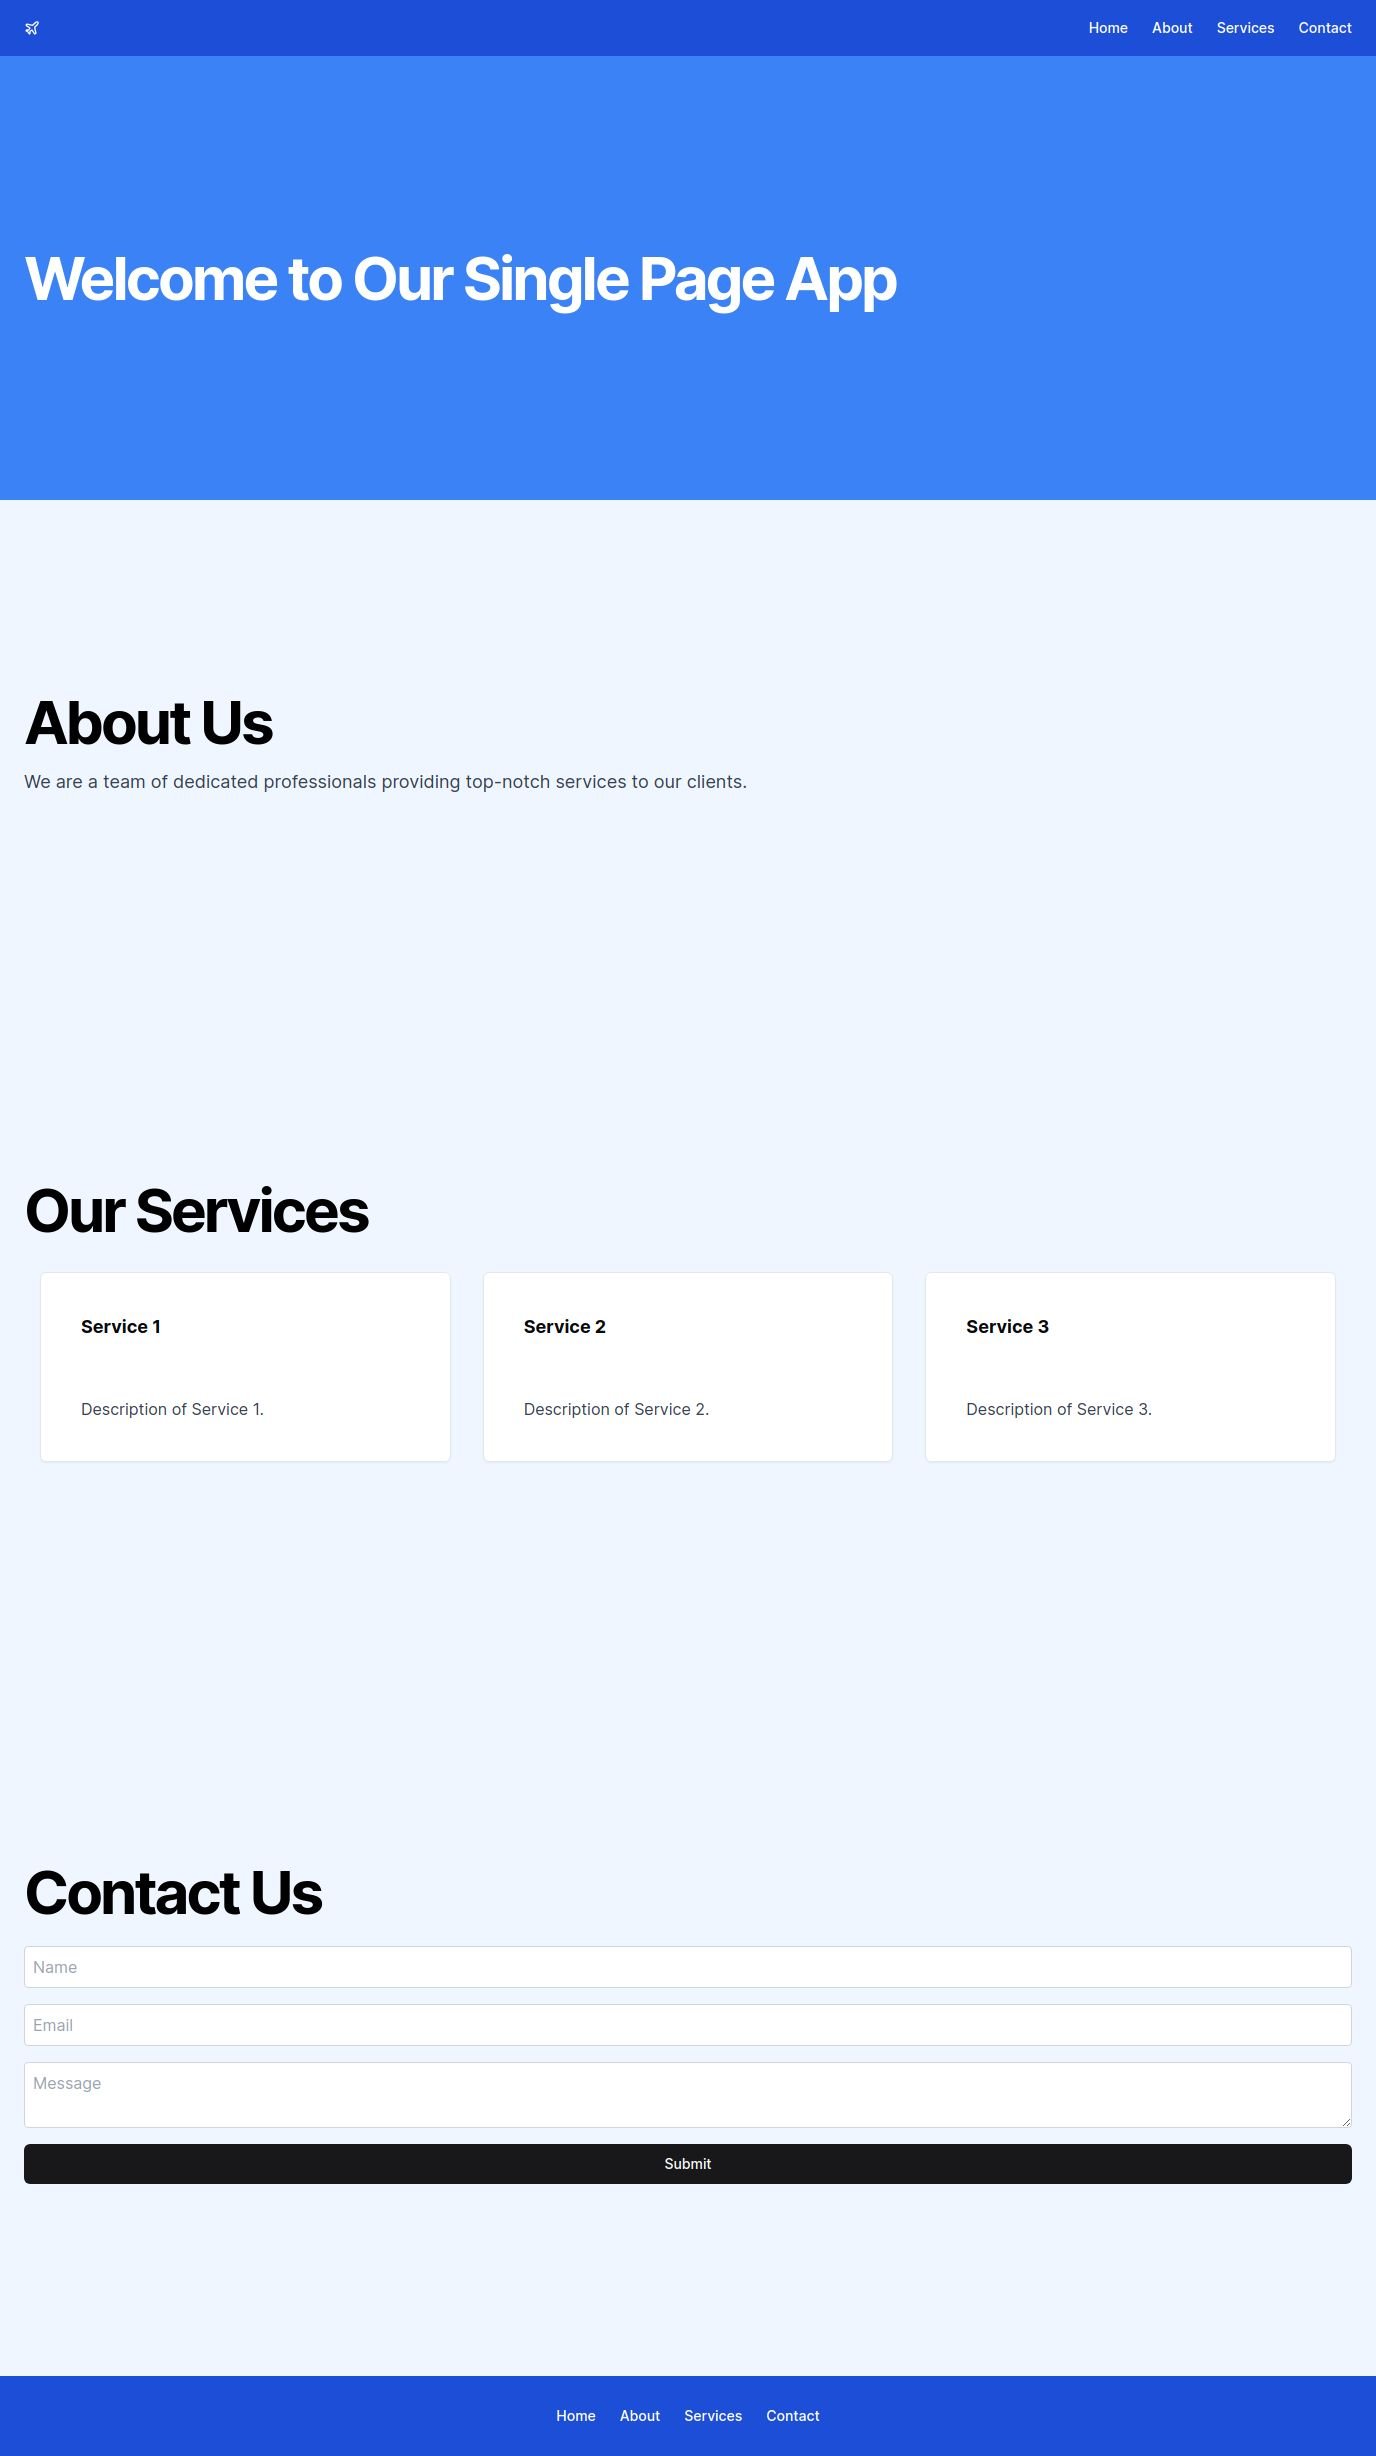 Home About Services Contact
Welcome to Our Single Page App
About Us
We are a team of dedicated professionals providing top-notch services to our clients.
Our Services
Service 1
Description of Service 1.
Service 2
Description of Service 2.
Service 3
Description of Service 3.
Contact Us
Name
Email
Message
Submit
Home About Services Contact